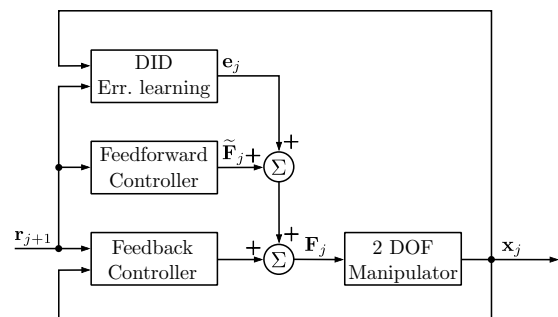 DID
Err. learning
e_j
Feedforward
Controller
F̃_j
+
+
Σ
r_{j+1}
Feedback
Controller
+
+
Σ
F_j
2 DOF
Manipulator
x_j